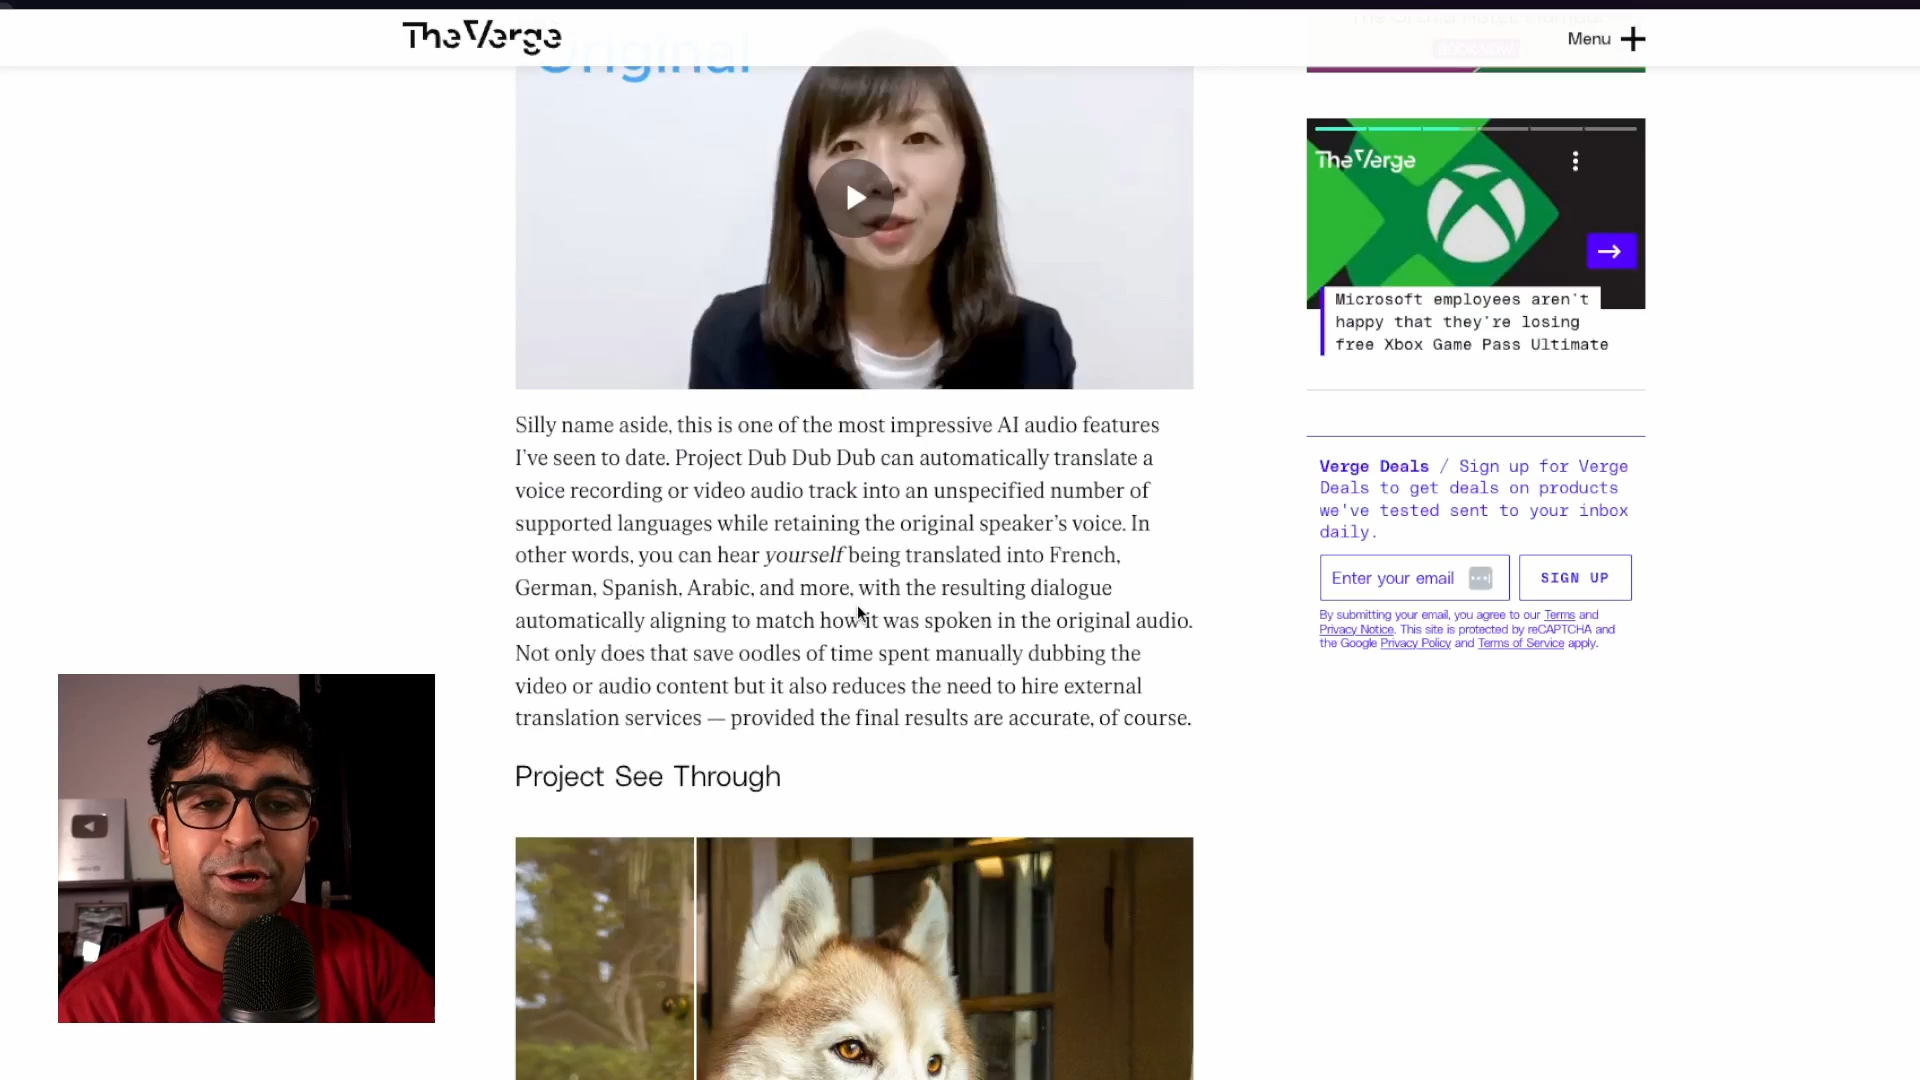 The Verge
Menu
Original
BOOK NOW
The Verge
Microsoft employees aren't
happy that they're losing
free Xbox Game Pass Ultimate
Silly name aside, this is one of the most impressive AI audio features
I've seen to date. Project Dub Dub Dub can automatically translate a
voice recording or video audio track into an unspecified number of
supported languages while retaining the original speaker's voice. In
other words, you can hear yourself being translated into French,
German, Spanish, Arabic, and more, with the resulting dialogue
automatically aligning to match how it was spoken in the original audio.
Not only does that save oodles of time spent manually dubbing the
video or audio content but it also reduces the need to hire external
translation services — provided the final results are accurate, of course.
Verge Deals / Sign up for Verge
Deals to get deals on products
we've tested sent to your inbox
daily.
Enter your email
SIGN UP
By submitting your email, you agree to our Terms and
Privacy Notice. This site is protected by reCAPTCHA and
the Google Privacy Policy and Terms of Service apply.
Project See Through